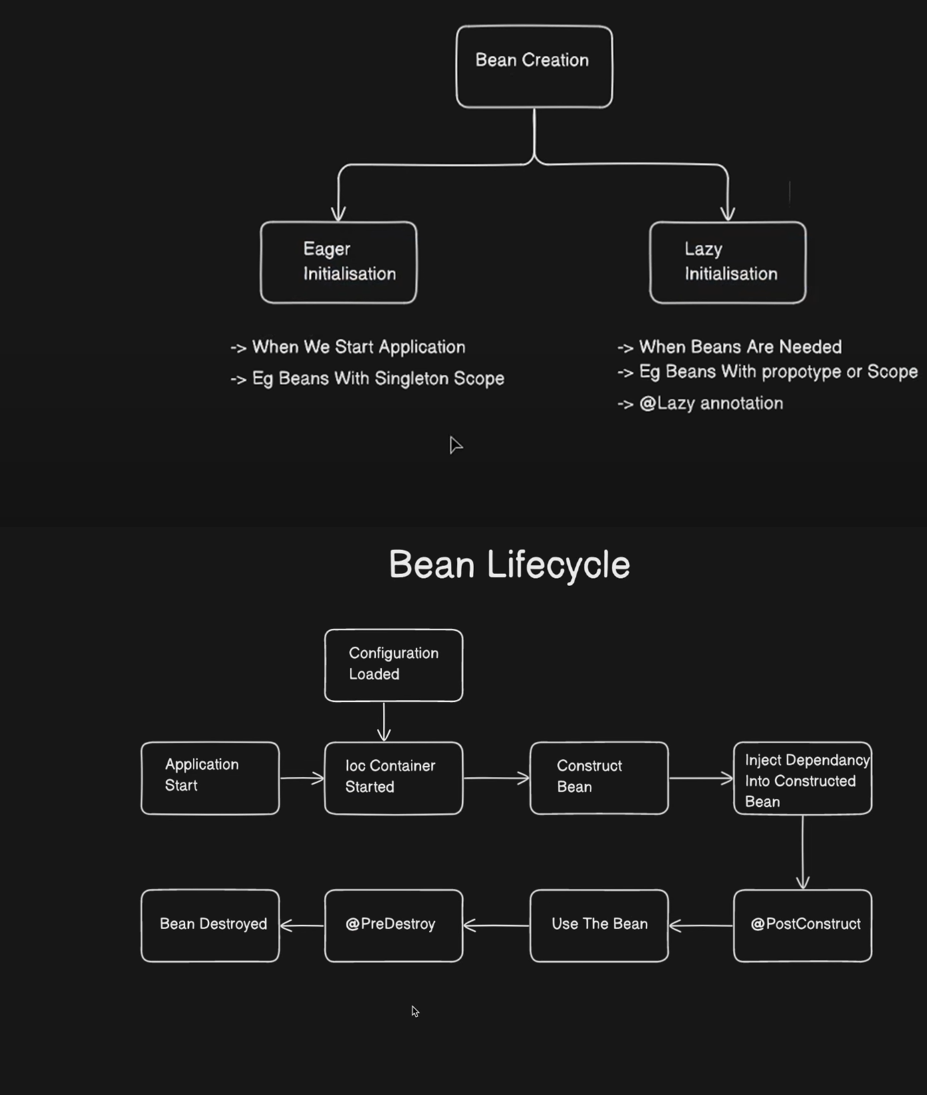 Bean Creation
Eager
Initialisation
-> When We Start Application
-> Eg Beans With Singleton Scope
Lazy
Initialisation
-> When Beans Are Needed
-> Eg Beans With propotype or Scope
-> @Lazy annotation
Bean Lifecycle
Configuration
Loaded
Application
Start
Ioc Container
Started
Construct
Bean
Inject Dependancy
Into Constructed
Bean
@PostConstruct
Use The Bean
@PreDestroy
Bean Destroyed